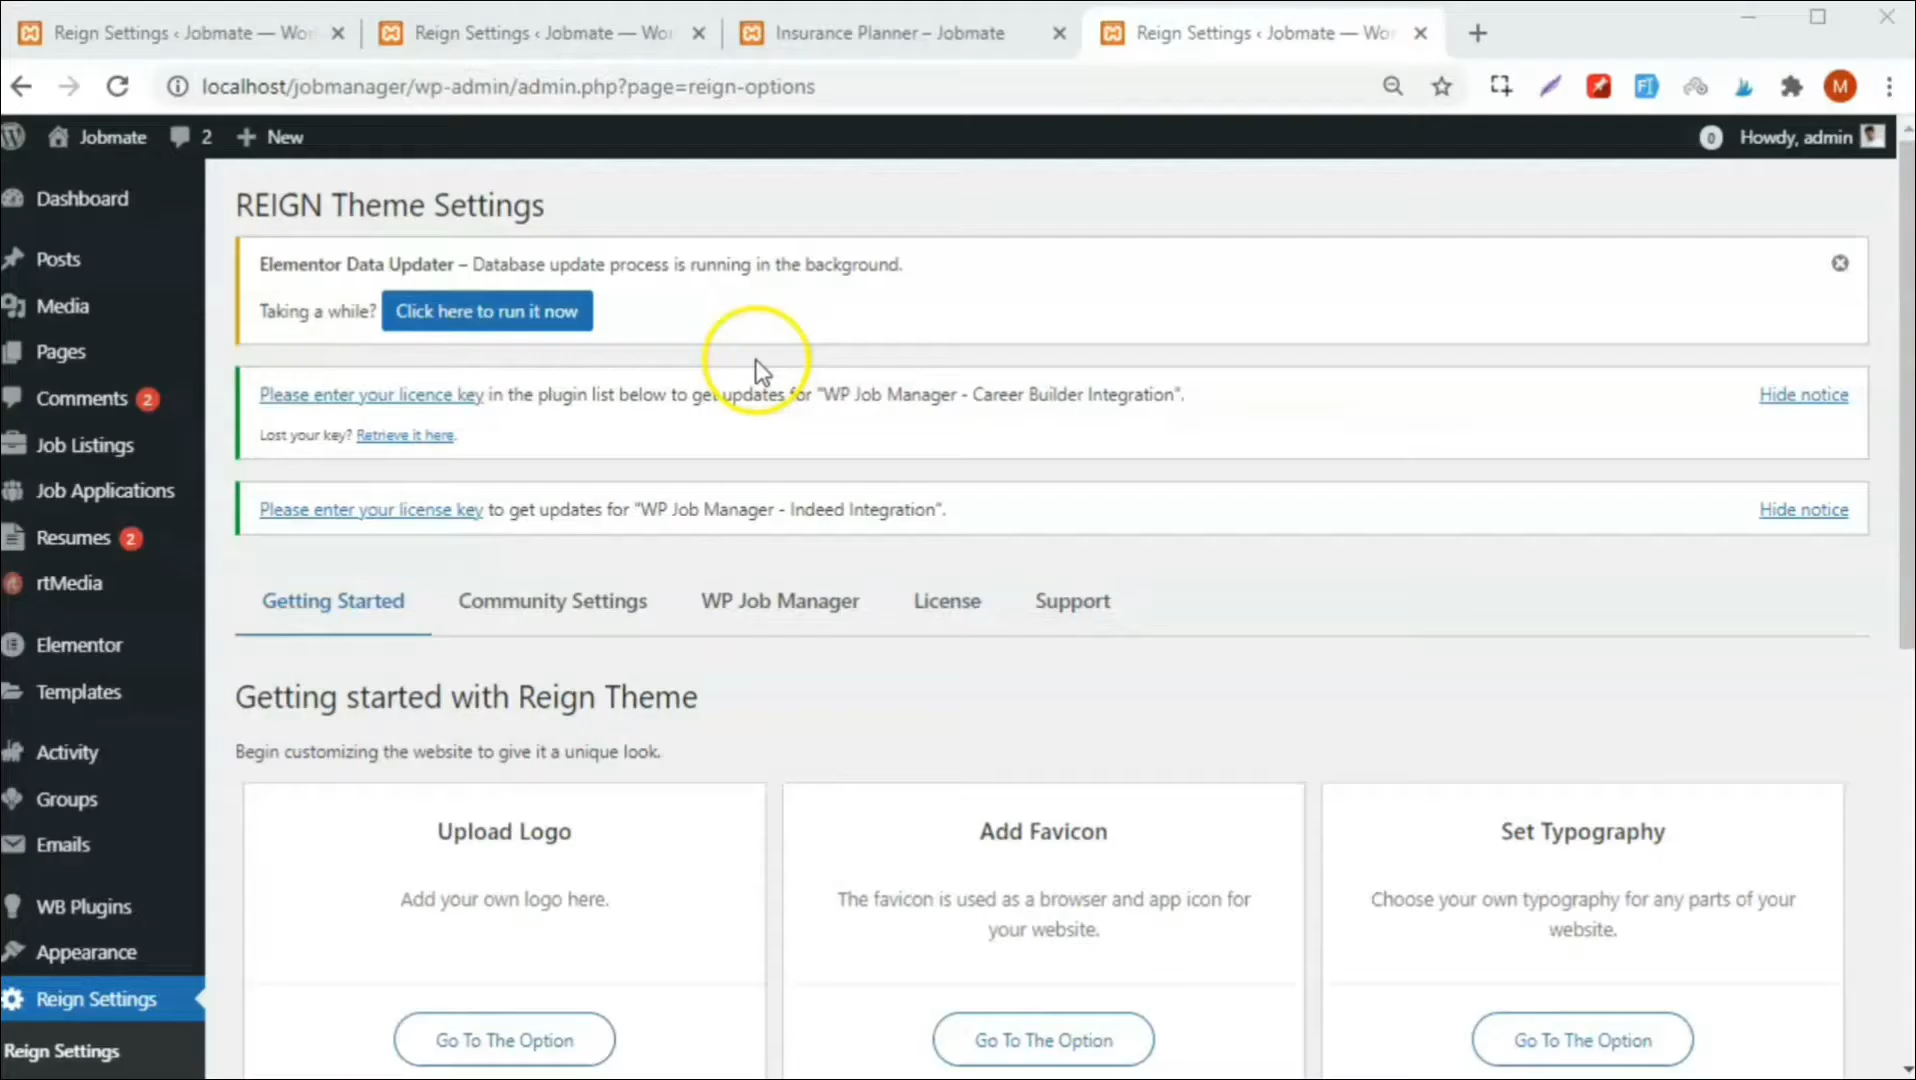 Reign Settings ‹ Jobmate — Wor
Reign Settings ‹ Jobmate — Wor
Insurance Planner – Jobmate
Reign Settings ‹ Jobmate — Wor
localhost/jobmanager/wp-admin/admin.php?page=reign-options
M
Jobmate
2
New
0
Howdy, admin
Dashboard
Posts
Media
Pages
Comments 2
Job Listings
Job Applications
Resumes 2
rtMedia
Elementor
Templates
Activity
Groups
Emails
WB Plugins
Appearance
Reign Settings
Reign Settings
REIGN Theme Settings
Elementor Data Updater – Database update process is running in the background.
Taking a while? Click here to run it now
Please enter your licence key in the plugin list below to get updates for "WP Job Manager - Career Builder Integration".
Hide notice
Lost your key? Retrieve it here.
Please enter your license key to get updates for "WP Job Manager - Indeed Integration".
Hide notice
Getting Started
Community Settings
WP Job Manager
License
Support
Getting started with Reign Theme
Begin customizing the website to give it a unique look.
Upload Logo
Add your own logo here.
Go To The Option
Add Favicon
The favicon is used as a browser and app icon for
your website.
Go To The Option
Set Typography
Choose your own typography for any parts of your
website.
Go To The Option